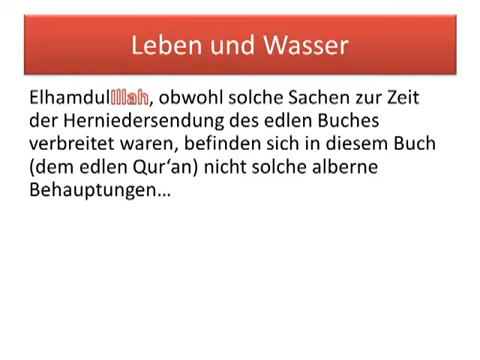 Leben und Wasser
Elhamdulillah, obwohl solche Sachen zur Zeit
der Herniedersendung des edlen Buches
verbreitet waren, befinden sich in diesem Buch
(dem edlen Qur‘an) nicht solche alberne
Behauptungen…